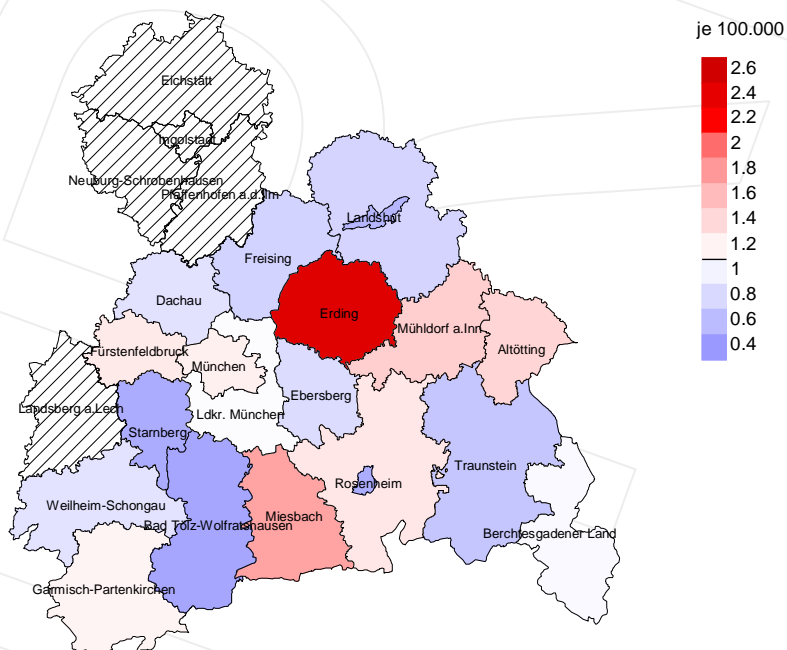 je 100.000
2.6
2.4
2.2
2
1.8
1.6
1.4
1.2
1
0.8
0.6
0.4
Eichstätt
Ingolstadt
Neuburg-Schrobenhausen
Pfaffenhofen a.d.Ilm
Landshut
Freising
Dachau
Erding
Mühldorf a.Inn
Altötting
Fürstenfeldbruck
München
Ebersberg
Landsberg a.Lech
Ldkr. München
Starnberg
Traunstein
Rosenheim
Weilheim-Schongau
Miesbach
Bad Tölz-Wolfratshausen
Berchtesgadener Land
Garmisch-Partenkirchen